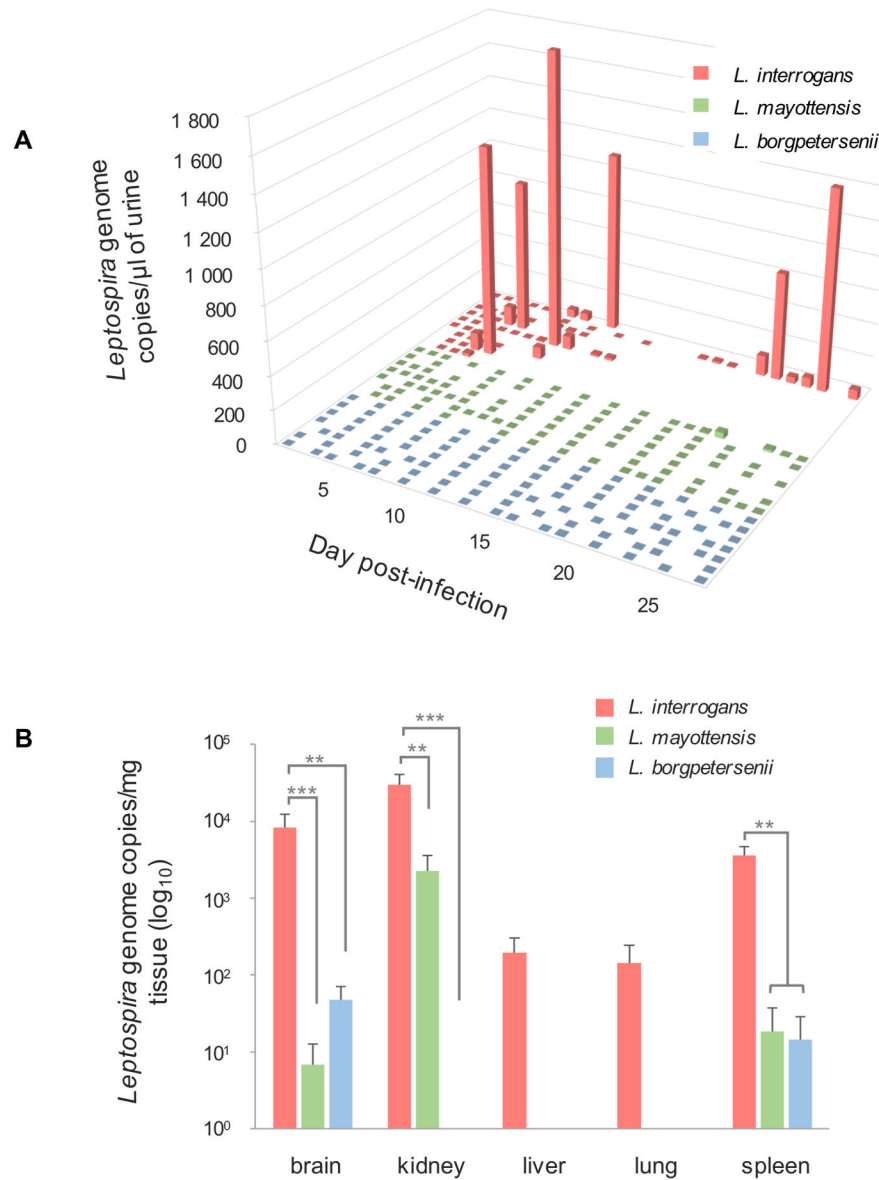 A
L. interrogans
L. mayottensis
L. borgpetersenii
Leptospira genome
copies/µl of urine
1 800
1 600
1 400
1 200
1 000
800
600
400
200
0
5
10
15
20
25
Day post-infection
B
L. interrogans
L. mayottensis
L. borgpetersenii
Leptospira genome copies/mg
tissue (log₁₀)
10⁵
10⁴
10³
10²
10¹
10⁰
**
***
***
**
**
brain
kidney
liver
lung
spleen